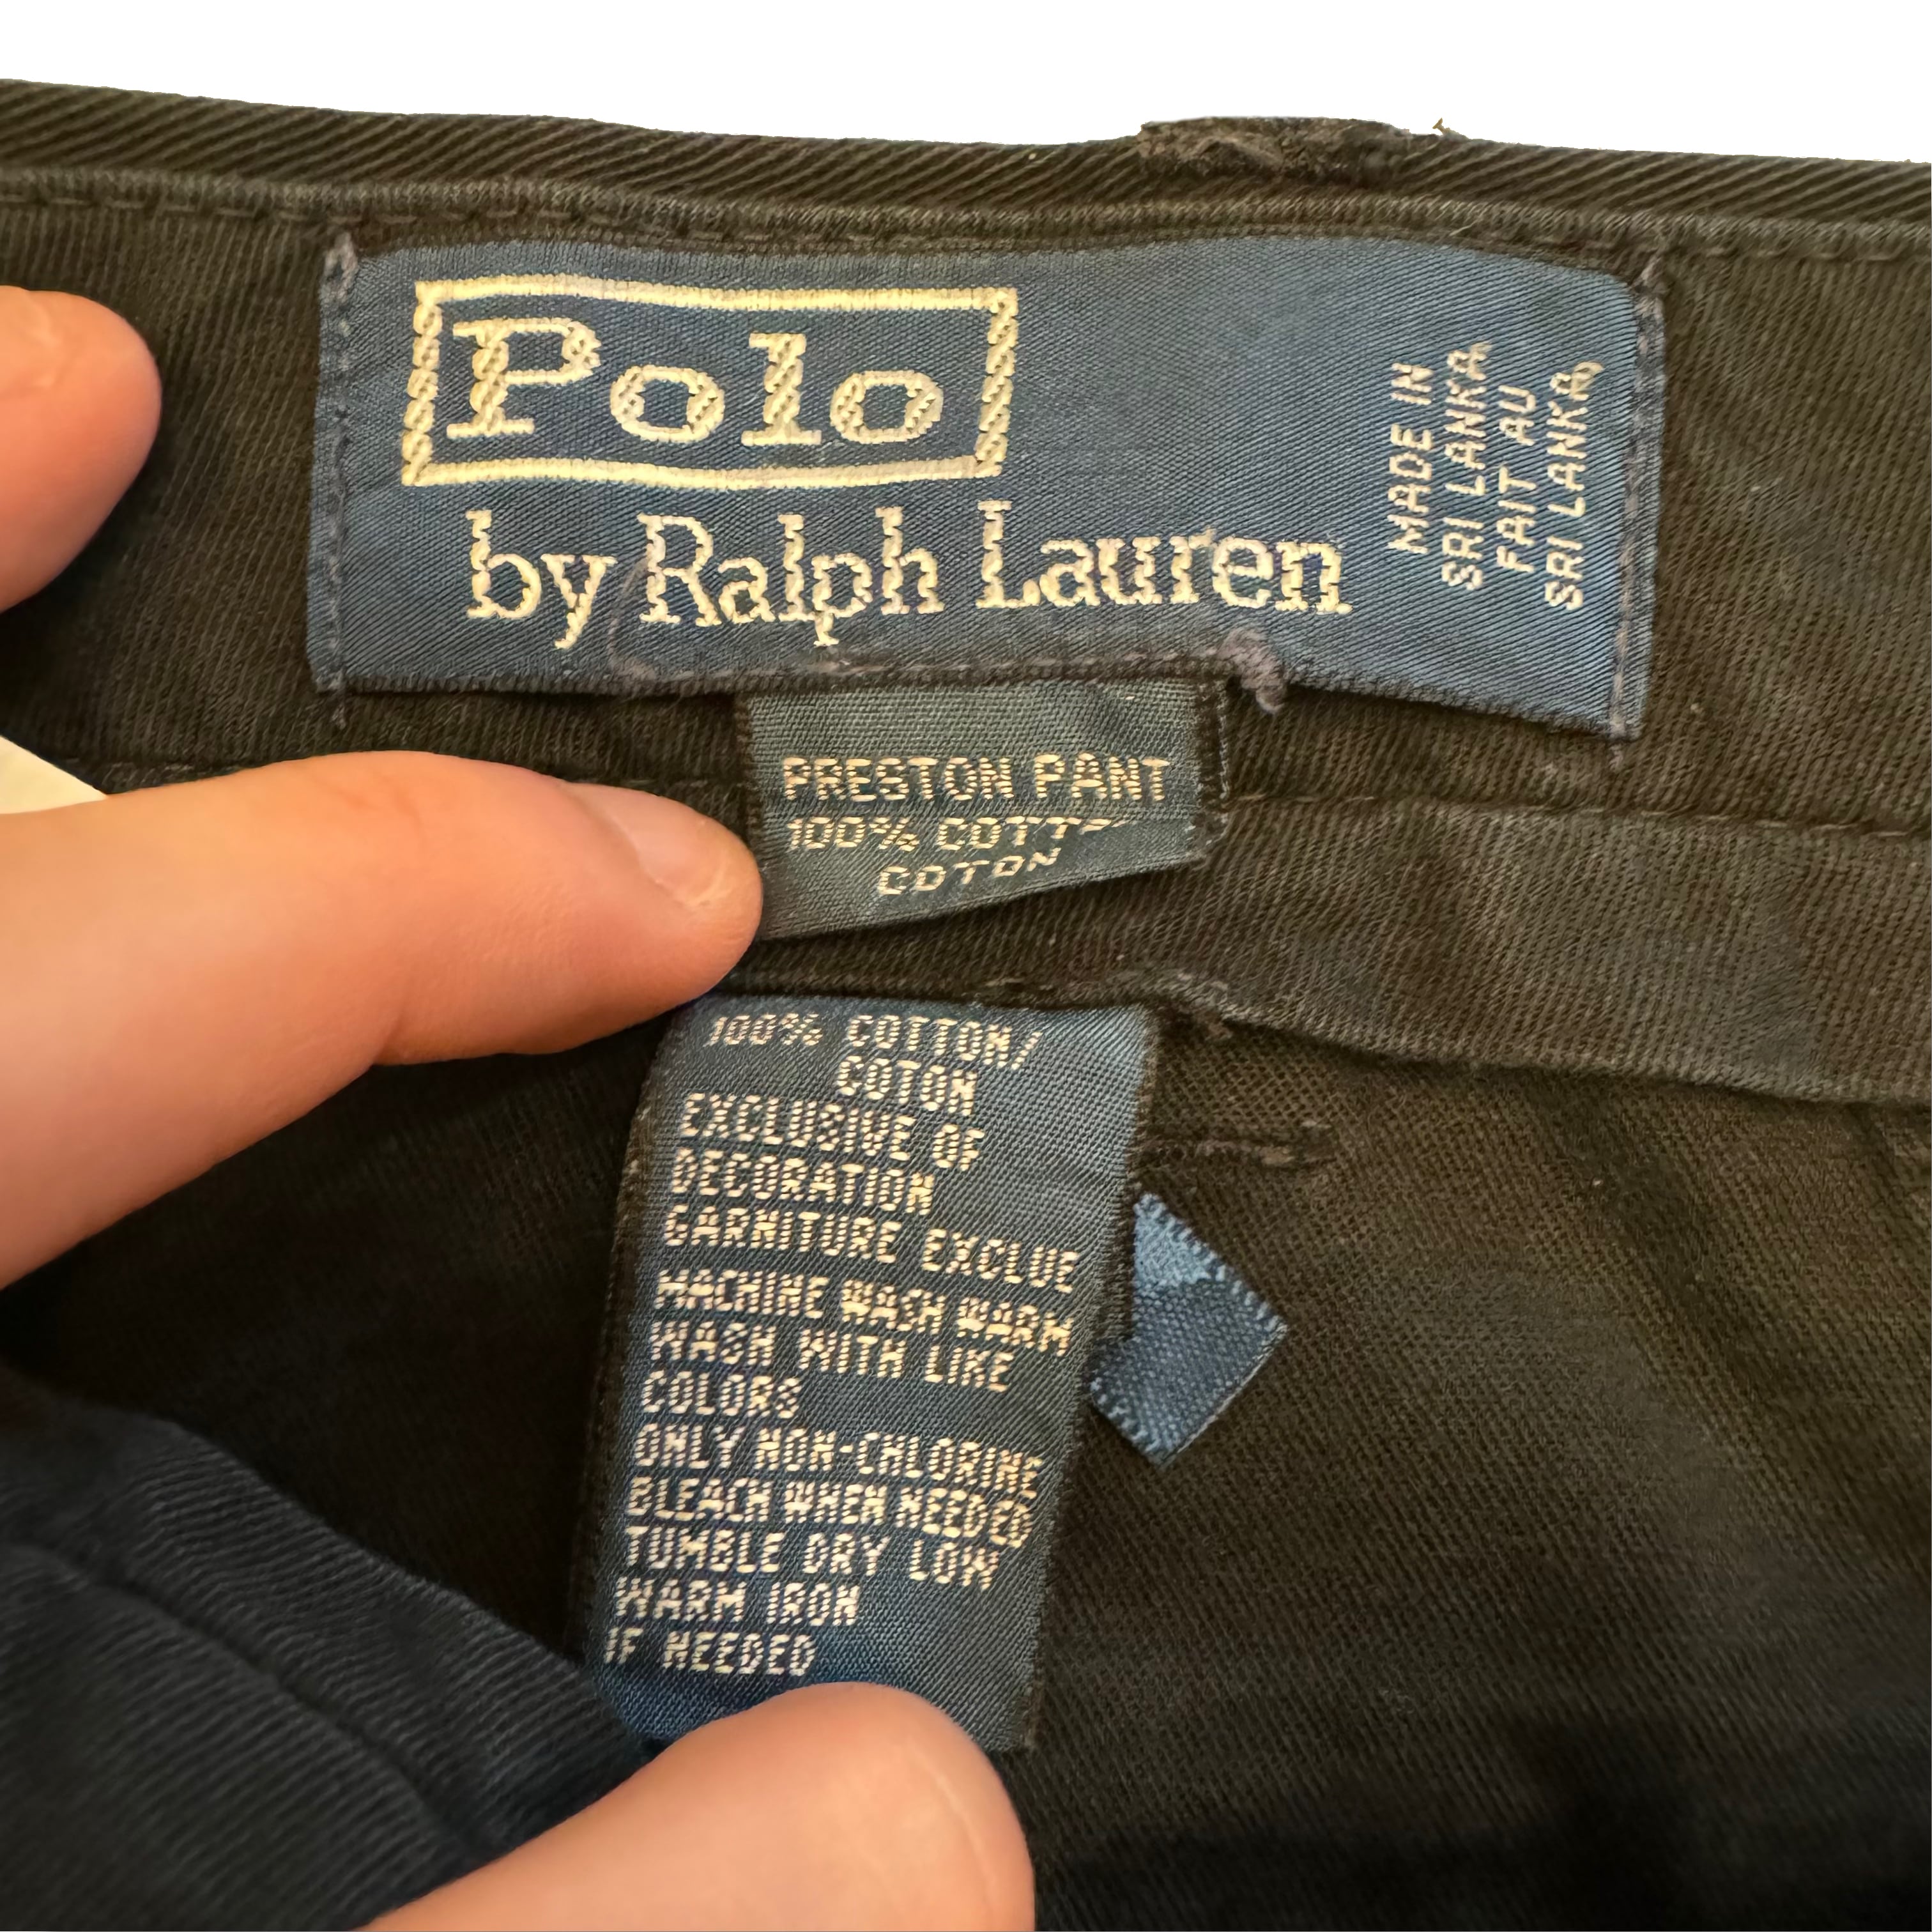 Polo
by Ralph Lauren
MADE IN
SRI LANKA
FAIT AU
SRI LANKA
PRESTON PANT
100%
COTON
100% COTTON/
COTON
EXCLUSIVE OF
DECORATION
GARNITURE EXCLUE
MACHINE WASH WARM
WASH WITH LIKE
COLORS
ONLY NON-CHLORINE
BLEACH WHEN NEEDED
TUMBLE DRY LOW
WARM IRON
IF NEEDED